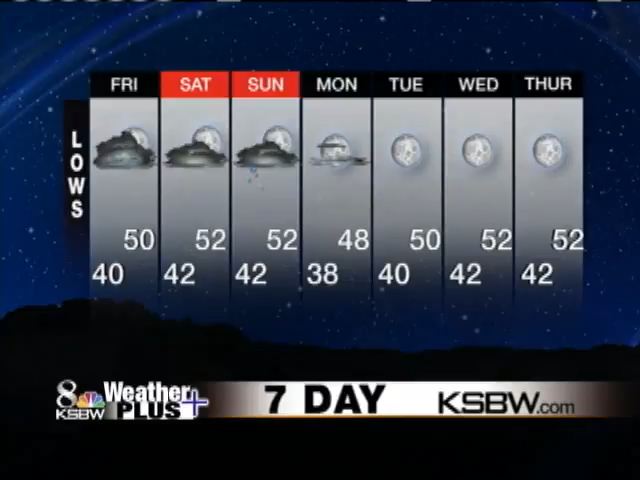 FRI SAT SUN MON TUE WED THUR
LOWS
50 52 52 48 50 52 52
40 42 42 38 40 42 42
8 KSBW Weather PLUS+
7 DAY
KSBW.com